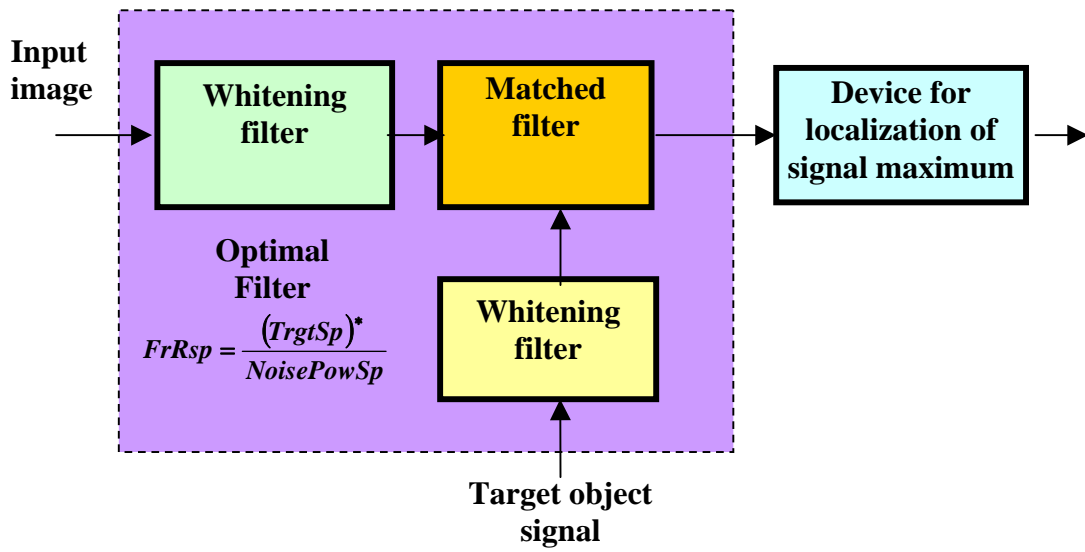 Input
image
Whitening
filter
Matched
filter
Device for
localization of
signal maximum
Optimal
Filter
FrRsp = (TrgtSp)* / NoisePowSp
Whitening
filter
Target object
signal